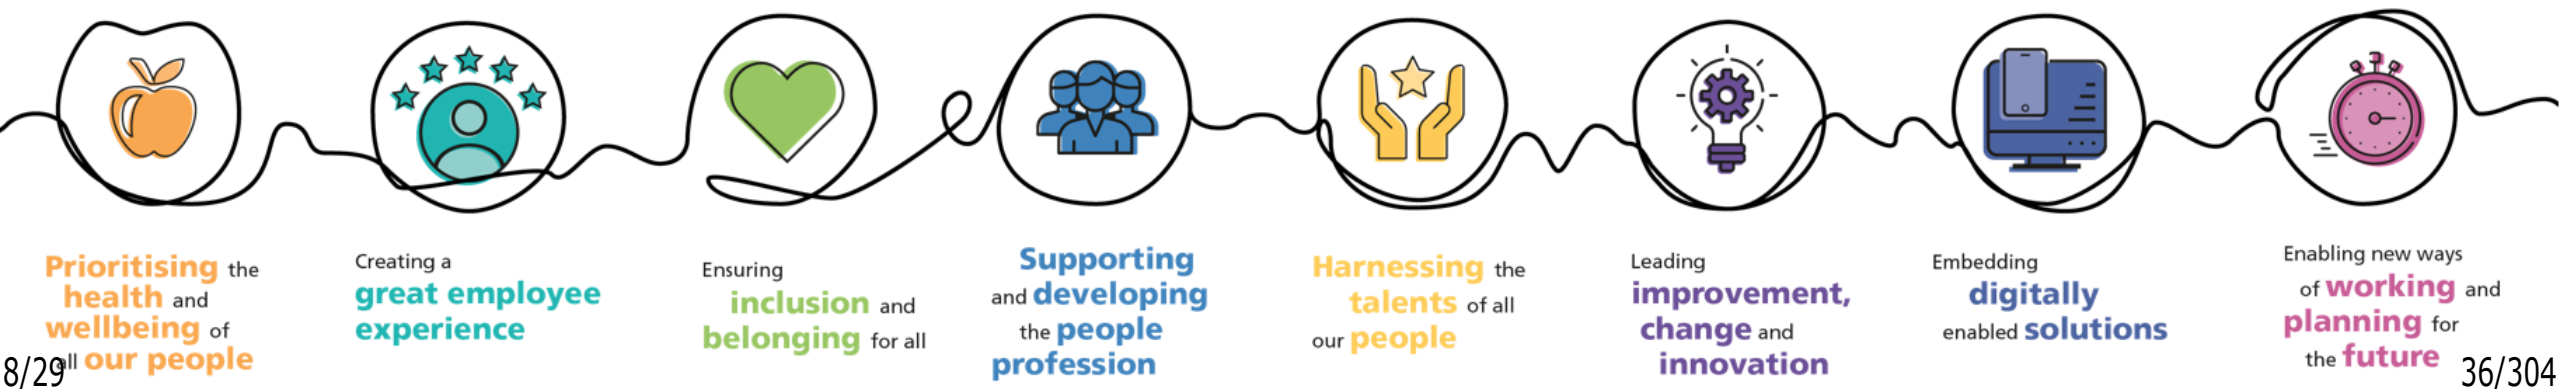 Prioritising the
health and
wellbeing of
all our people
Creating a
great employee
experience
Ensuring
inclusion and
belonging for all
Supporting
and developing
the people
profession
Harnessing the
talents of all
our people
Leading
improvement,
change and
innovation
Embedding
digitally
enabled solutions
Enabling new ways
of working and
planning for
the future
8/29
36/304